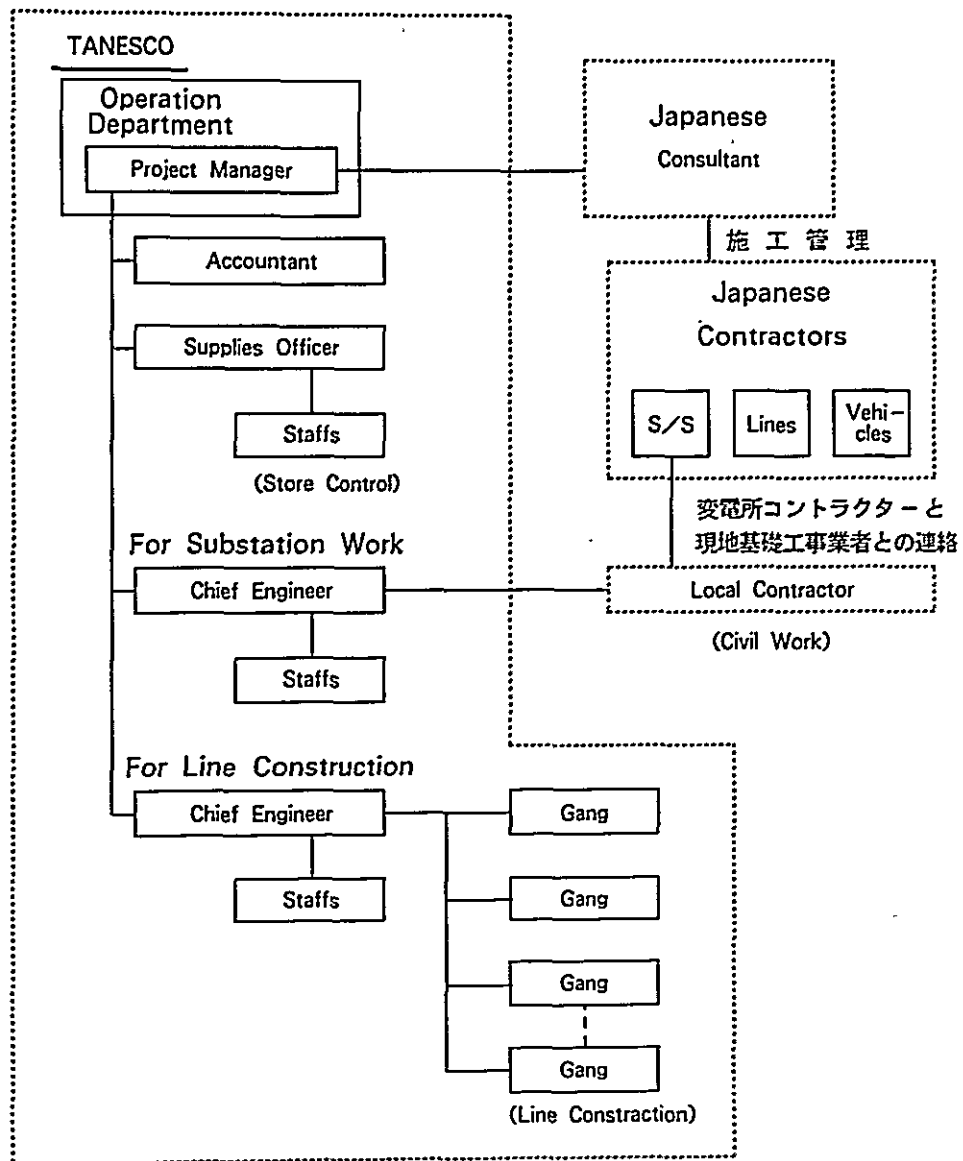 TANESCO
Operation
Department
Project Manager
Accountant
Supplies Officer
Staffs
(Store Control)
For Substation Work
Chief Engineer
Staffs
For Line Construction
Chief Engineer
Staffs
Gang
Gang
Gang
Gang
(Line Constraction)
Japanese
Consultant
施工管理
Japanese
Contractors
S/S
Lines
Vehi-
cles
変電所コントラクターと
現地基礎工事業者との連絡
Local Contractor
(Civil Work)